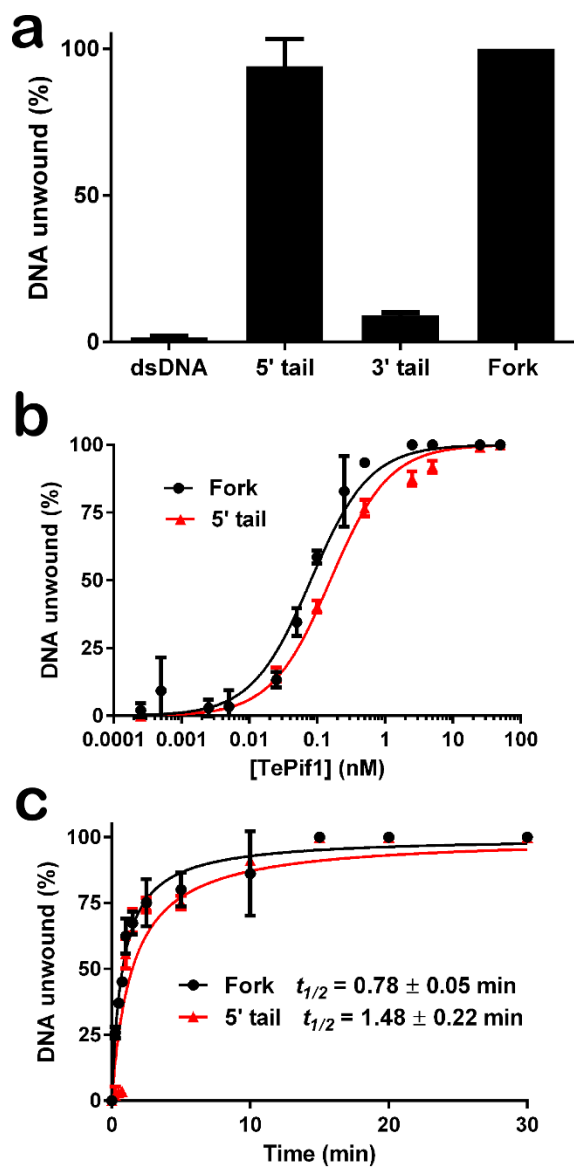 a
DNA unwound (%)
100
50
0
dsDNA 5' tail 3' tail Fork
b
DNA unwound (%)
100
75
50
25
0
Fork
5' tail
0.0001 0.001 0.01 0.1 1 10 100
[TePif1] (nM)
c
DNA unwound (%)
100
75
50
25
0
Fork t1/2 = 0.78 ± 0.05 min
5' tail t1/2 = 1.48 ± 0.22 min
0 10 20 30
Time (min)